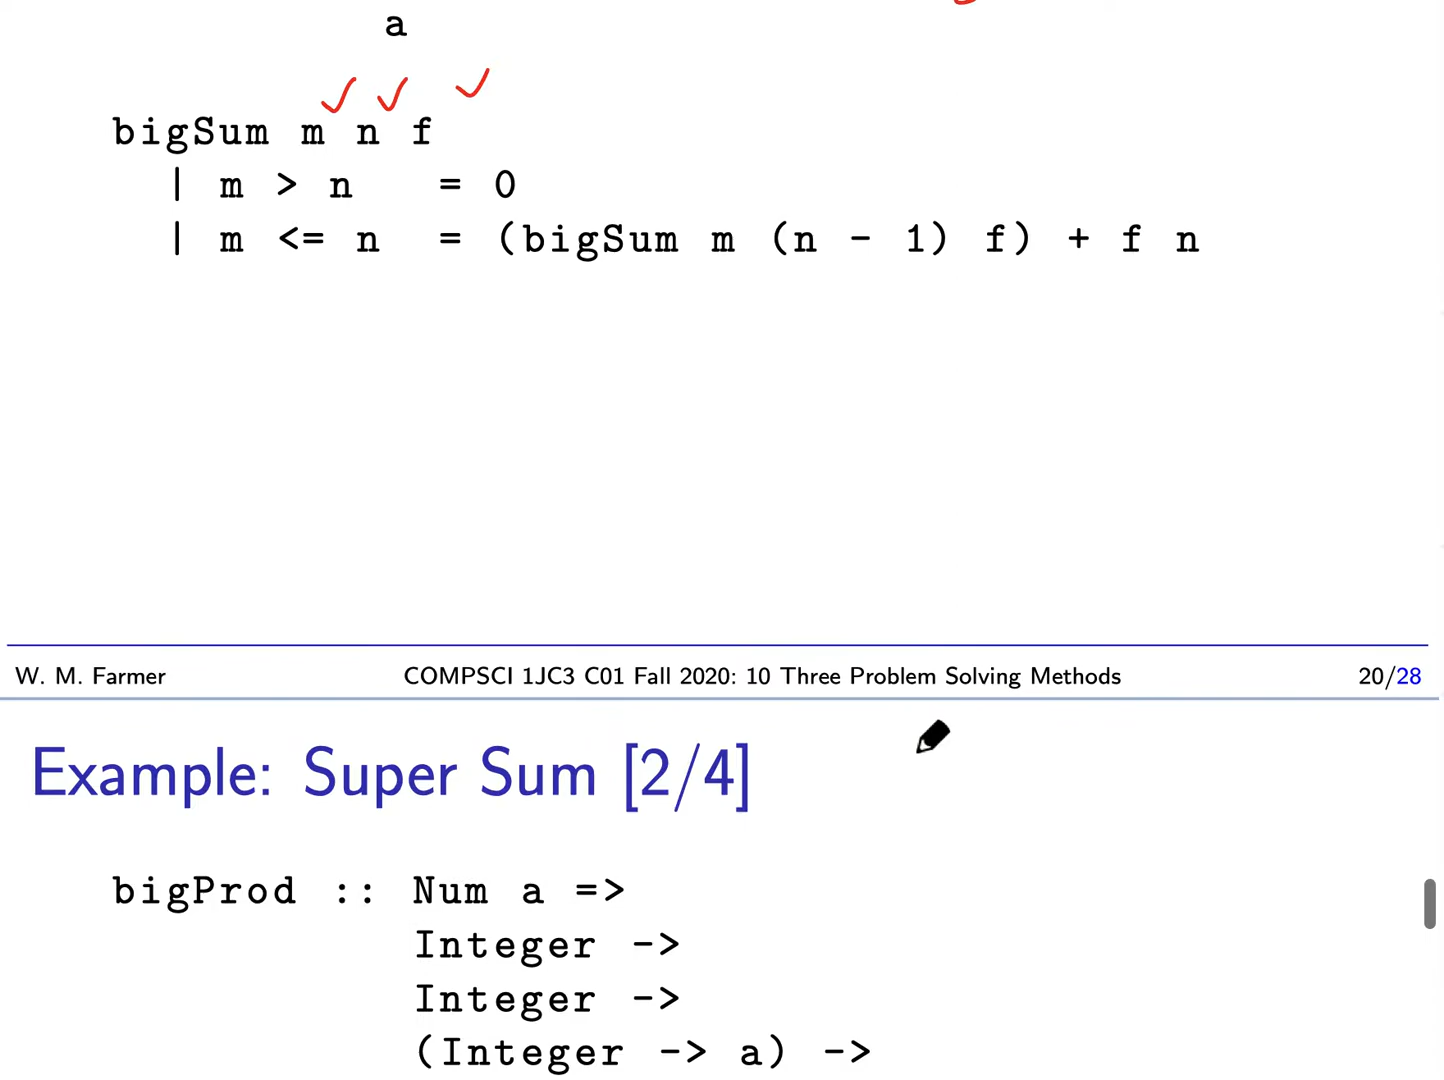 a
bigSum m n f
| m > n = 0
| m <= n = (bigSum m (n - 1) f) + f n
W. M. Farmer COMPSCI 1JC3 C01 Fall 2020: 10 Three Problem Solving Methods 20/28
Example: Super Sum [2/4]
bigProd :: Num a =>
Integer ->
Integer ->
(Integer -> a) ->